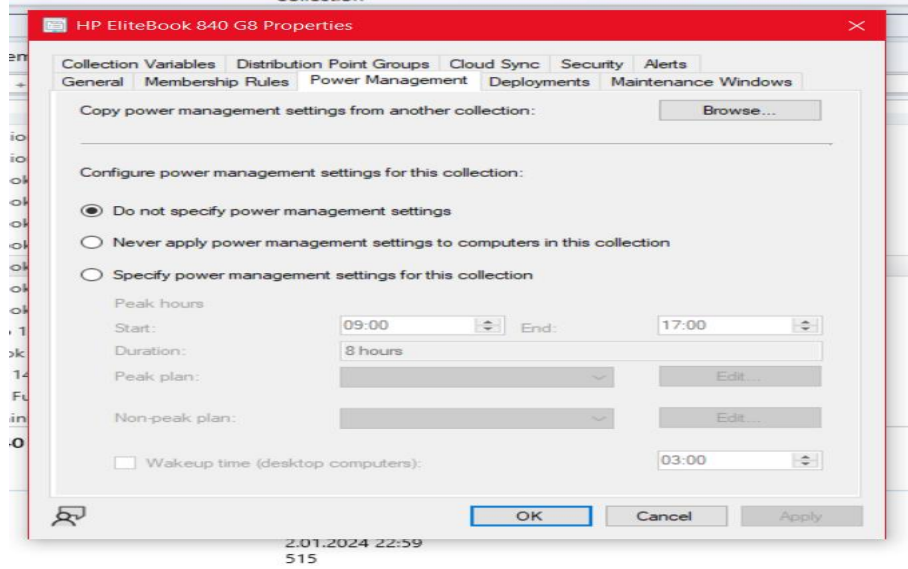 HP EliteBook 840 G8 Properties
Collection Variables Distribution Point Groups Cloud Sync Security Alerts
General Membership Rules Power Management Deployments Maintenance Windows
Copy power management settings from another collection: Browse...
Configure power management settings for this collection:
Do not specify power management settings
Never apply power management settings to computers in this collection
Specify power management settings for this collection
Peak hours
Start: 09:00 End: 17:00
Duration: 8 hours
Peak plan: Edit...
Non-peak plan: Edit...
Wakeup time (desktop computers): 03:00
OK Cancel Apply
2.01.2024 22:59
515